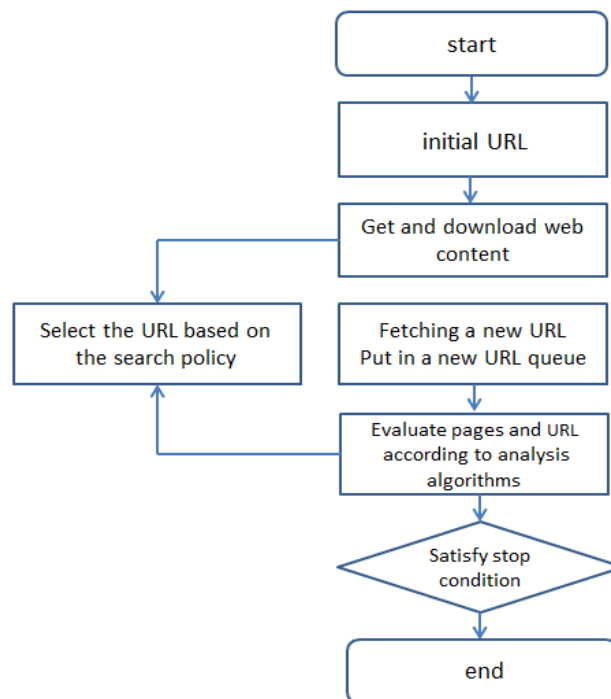 start
initial URL
Get and download web
content
Select the URL based on
the search policy
Fetching a new URL
Put in a new URL queue
Evaluate pages and URL
according to analysis
algorithms
Satisfy stop
condition
end